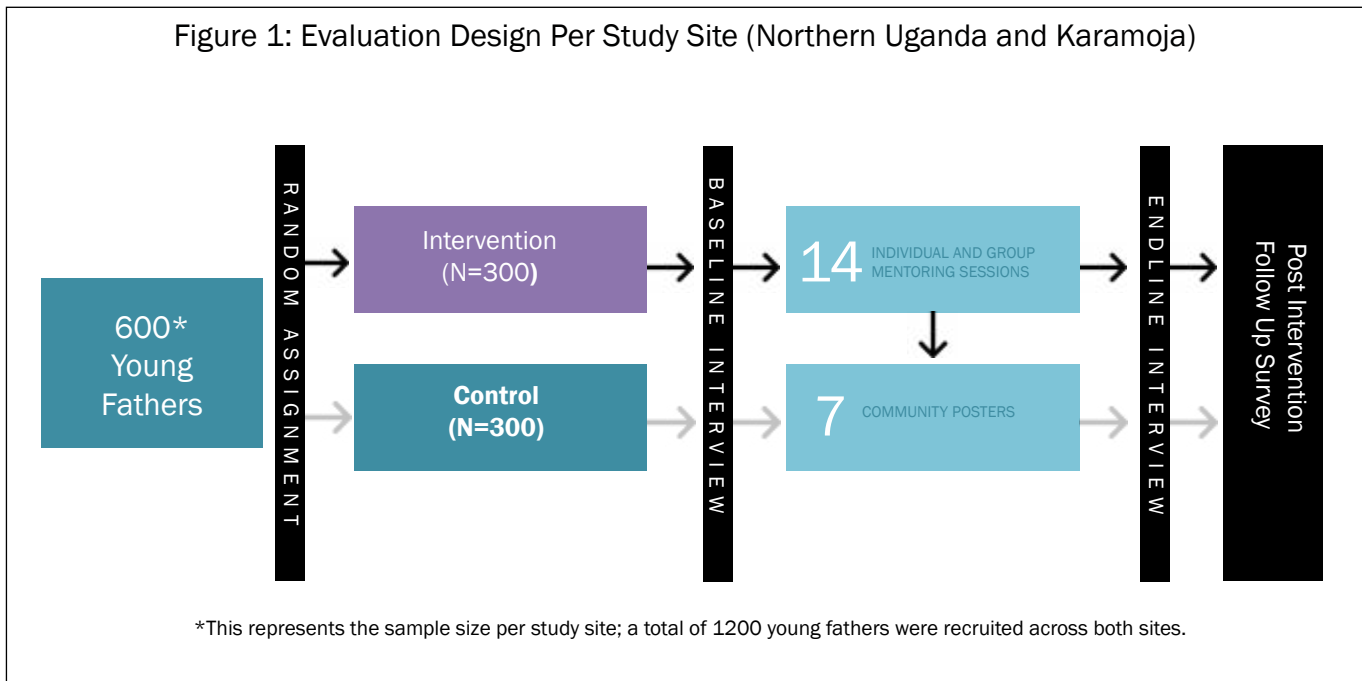 Figure 1: Evaluation Design Per Study Site (Northern Uganda and Karamoja)
600*
Young
Fathers
RANDOM ASSIGNMENT
Intervention
(N=300)
Control
(N=300)
BASELINE INTERVIEW
14
INDIVIDUAL AND GROUP
MENTORING SESSIONS
7
COMMUNITY POSTERS
ENDLINE INTERVIEW
Post Intervention
Follow Up Survey
*This represents the sample size per study site; a total of 1200 young fathers were recruited across both sites.